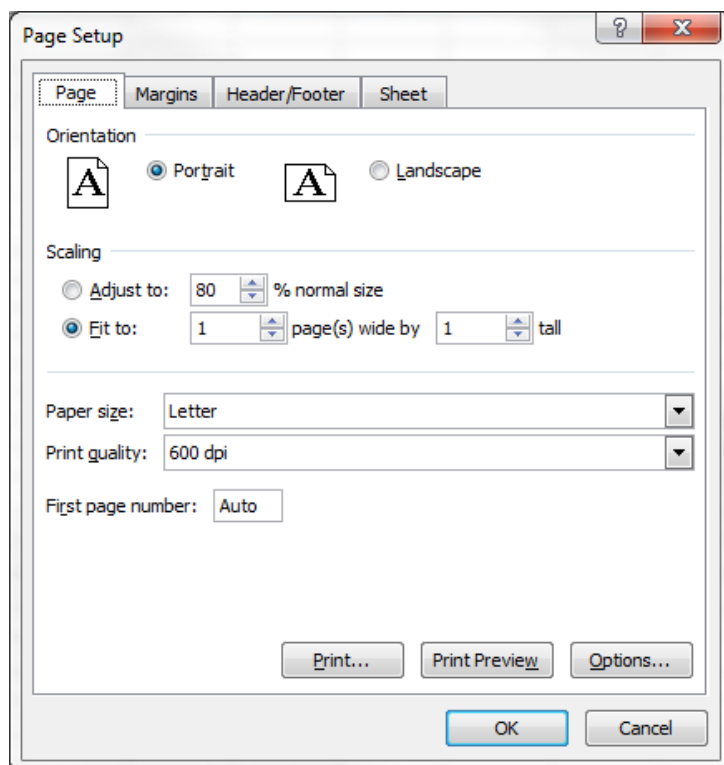 Page Setup
? X
Page Margins Header/Footer Sheet
Orientation
A Portrait A Landscape
Scaling
Adjust to: 80 % normal size
Fit to: 1 page(s) wide by 1 tall
Paper size: Letter
Print quality: 600 dpi
First page number: Auto
Print... Print Preview Options...
OK Cancel